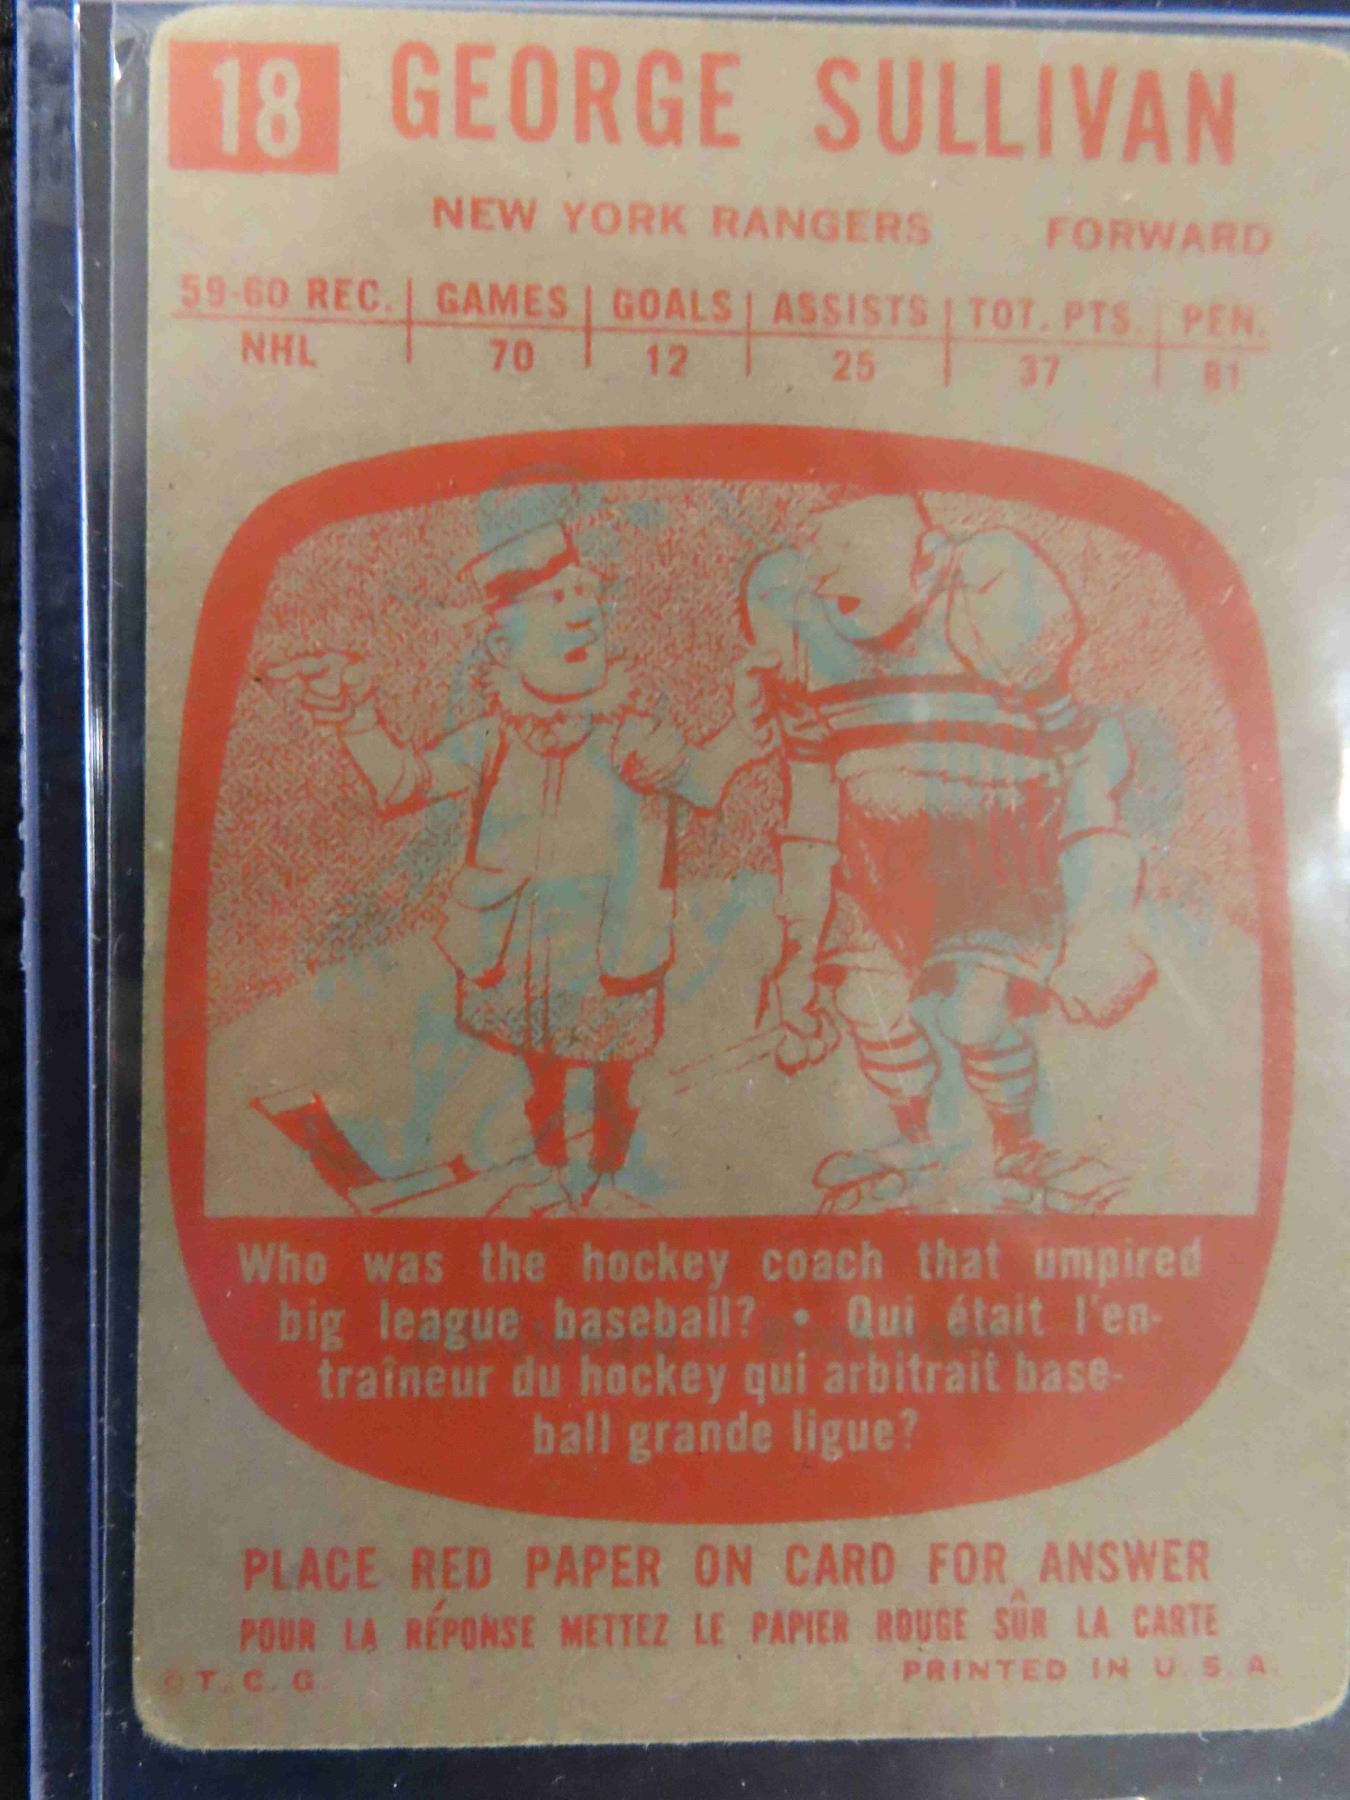 18 GEORGE SULLIVAN
NEW YORK RANGERS FORWARD
59-60 REC. GAMES GOALS ASSISTS TOT. PTS. PEN.
NHL 70 12 25 37 81
Who was the hockey coach that umpired
big league baseball? • Qui était l'en-
traîneur du hockey qui arbitrait base-
ball grande ligue?
PLACE RED PAPER ON CARD FOR ANSWER
POUR LA RÉPONSE METTEZ LE PAPIER ROUGE SÛR LA CARTE
© T. C. G. PRINTED IN U. S. A.